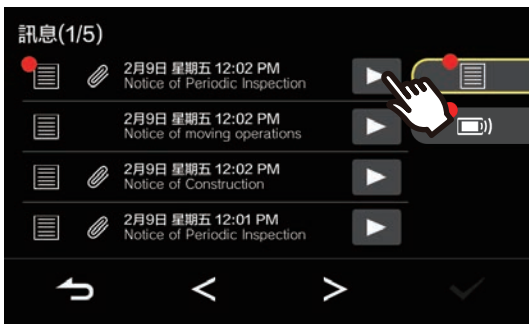 訊息(1/5)
2月9日 星期五 12:02 PM
Notice of Periodic Inspection
2月9日 星期五 12:02 PM
Notice of moving operations
2月9日 星期五 12:02 PM
Notice of Construction
2月9日 星期五 12:01 PM
Notice of Periodic Inspection